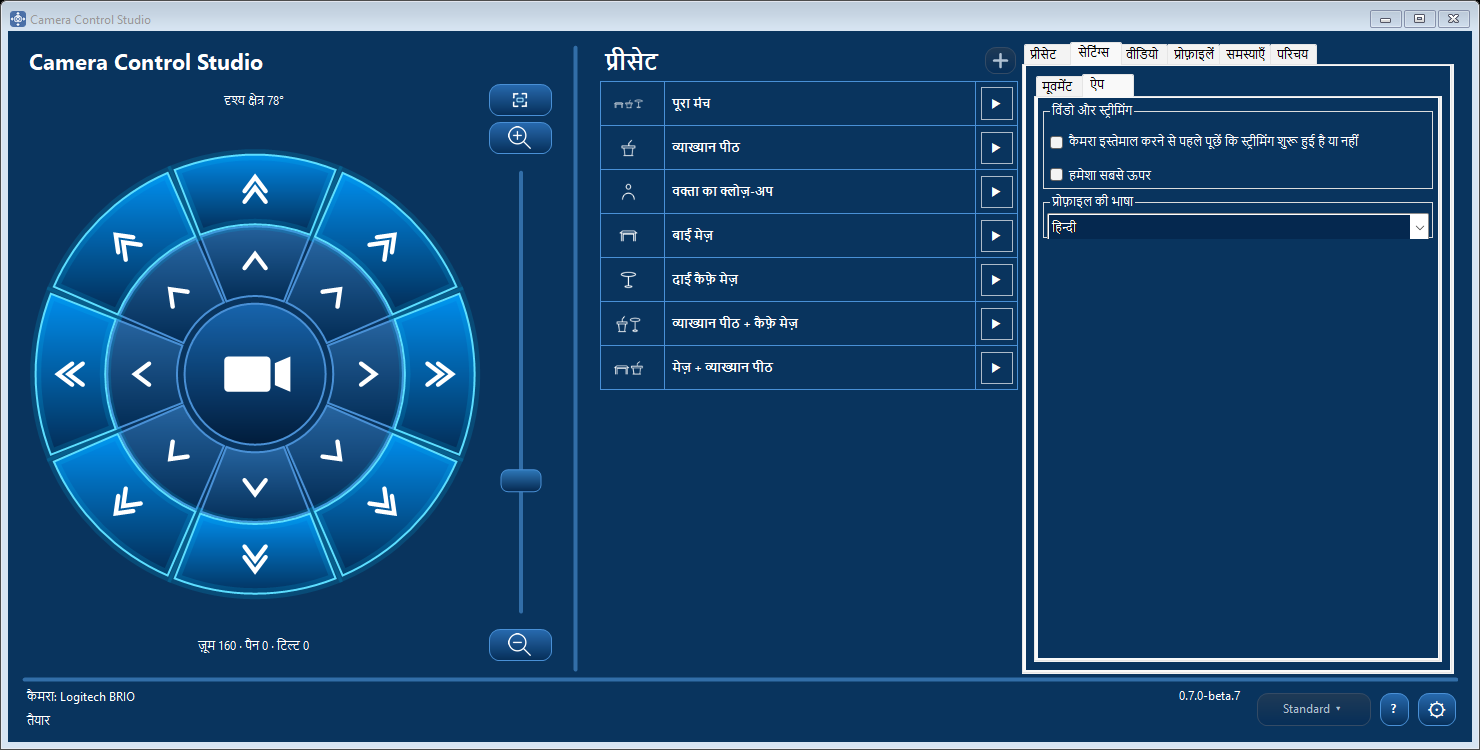 Camera Control Studio
Camera Control Studio
दृश्य क्षेत्र 78°
ज़ूम 160 · पैन 0 · टिल्ट 0
प्रीसेट
पूरा मंच
व्याख्यान पीठ
वक्ता का क्लोज़-अप
बाईं मेज़
दाईं कैफ़े मेज़
व्याख्यान पीठ + कैफ़े मेज़
मेज़ + व्याख्यान पीठ
प्रीसेट सेटिंग्स वीडियो प्रोफ़ाइलें समस्याएँ परिचय
मूवमेंट ऐप
विंडो और स्ट्रीमिंग
कैमरा इस्तेमाल करने से पहले पूछें कि स्ट्रीमिंग शुरू हुई है या नहीं
हमेशा सबसे ऊपर
प्रोफ़ाइल की भाषा
हिन्दी
कैमरा: Logitech BRIO
तैयार
0.7.0-beta.7
Standard
?